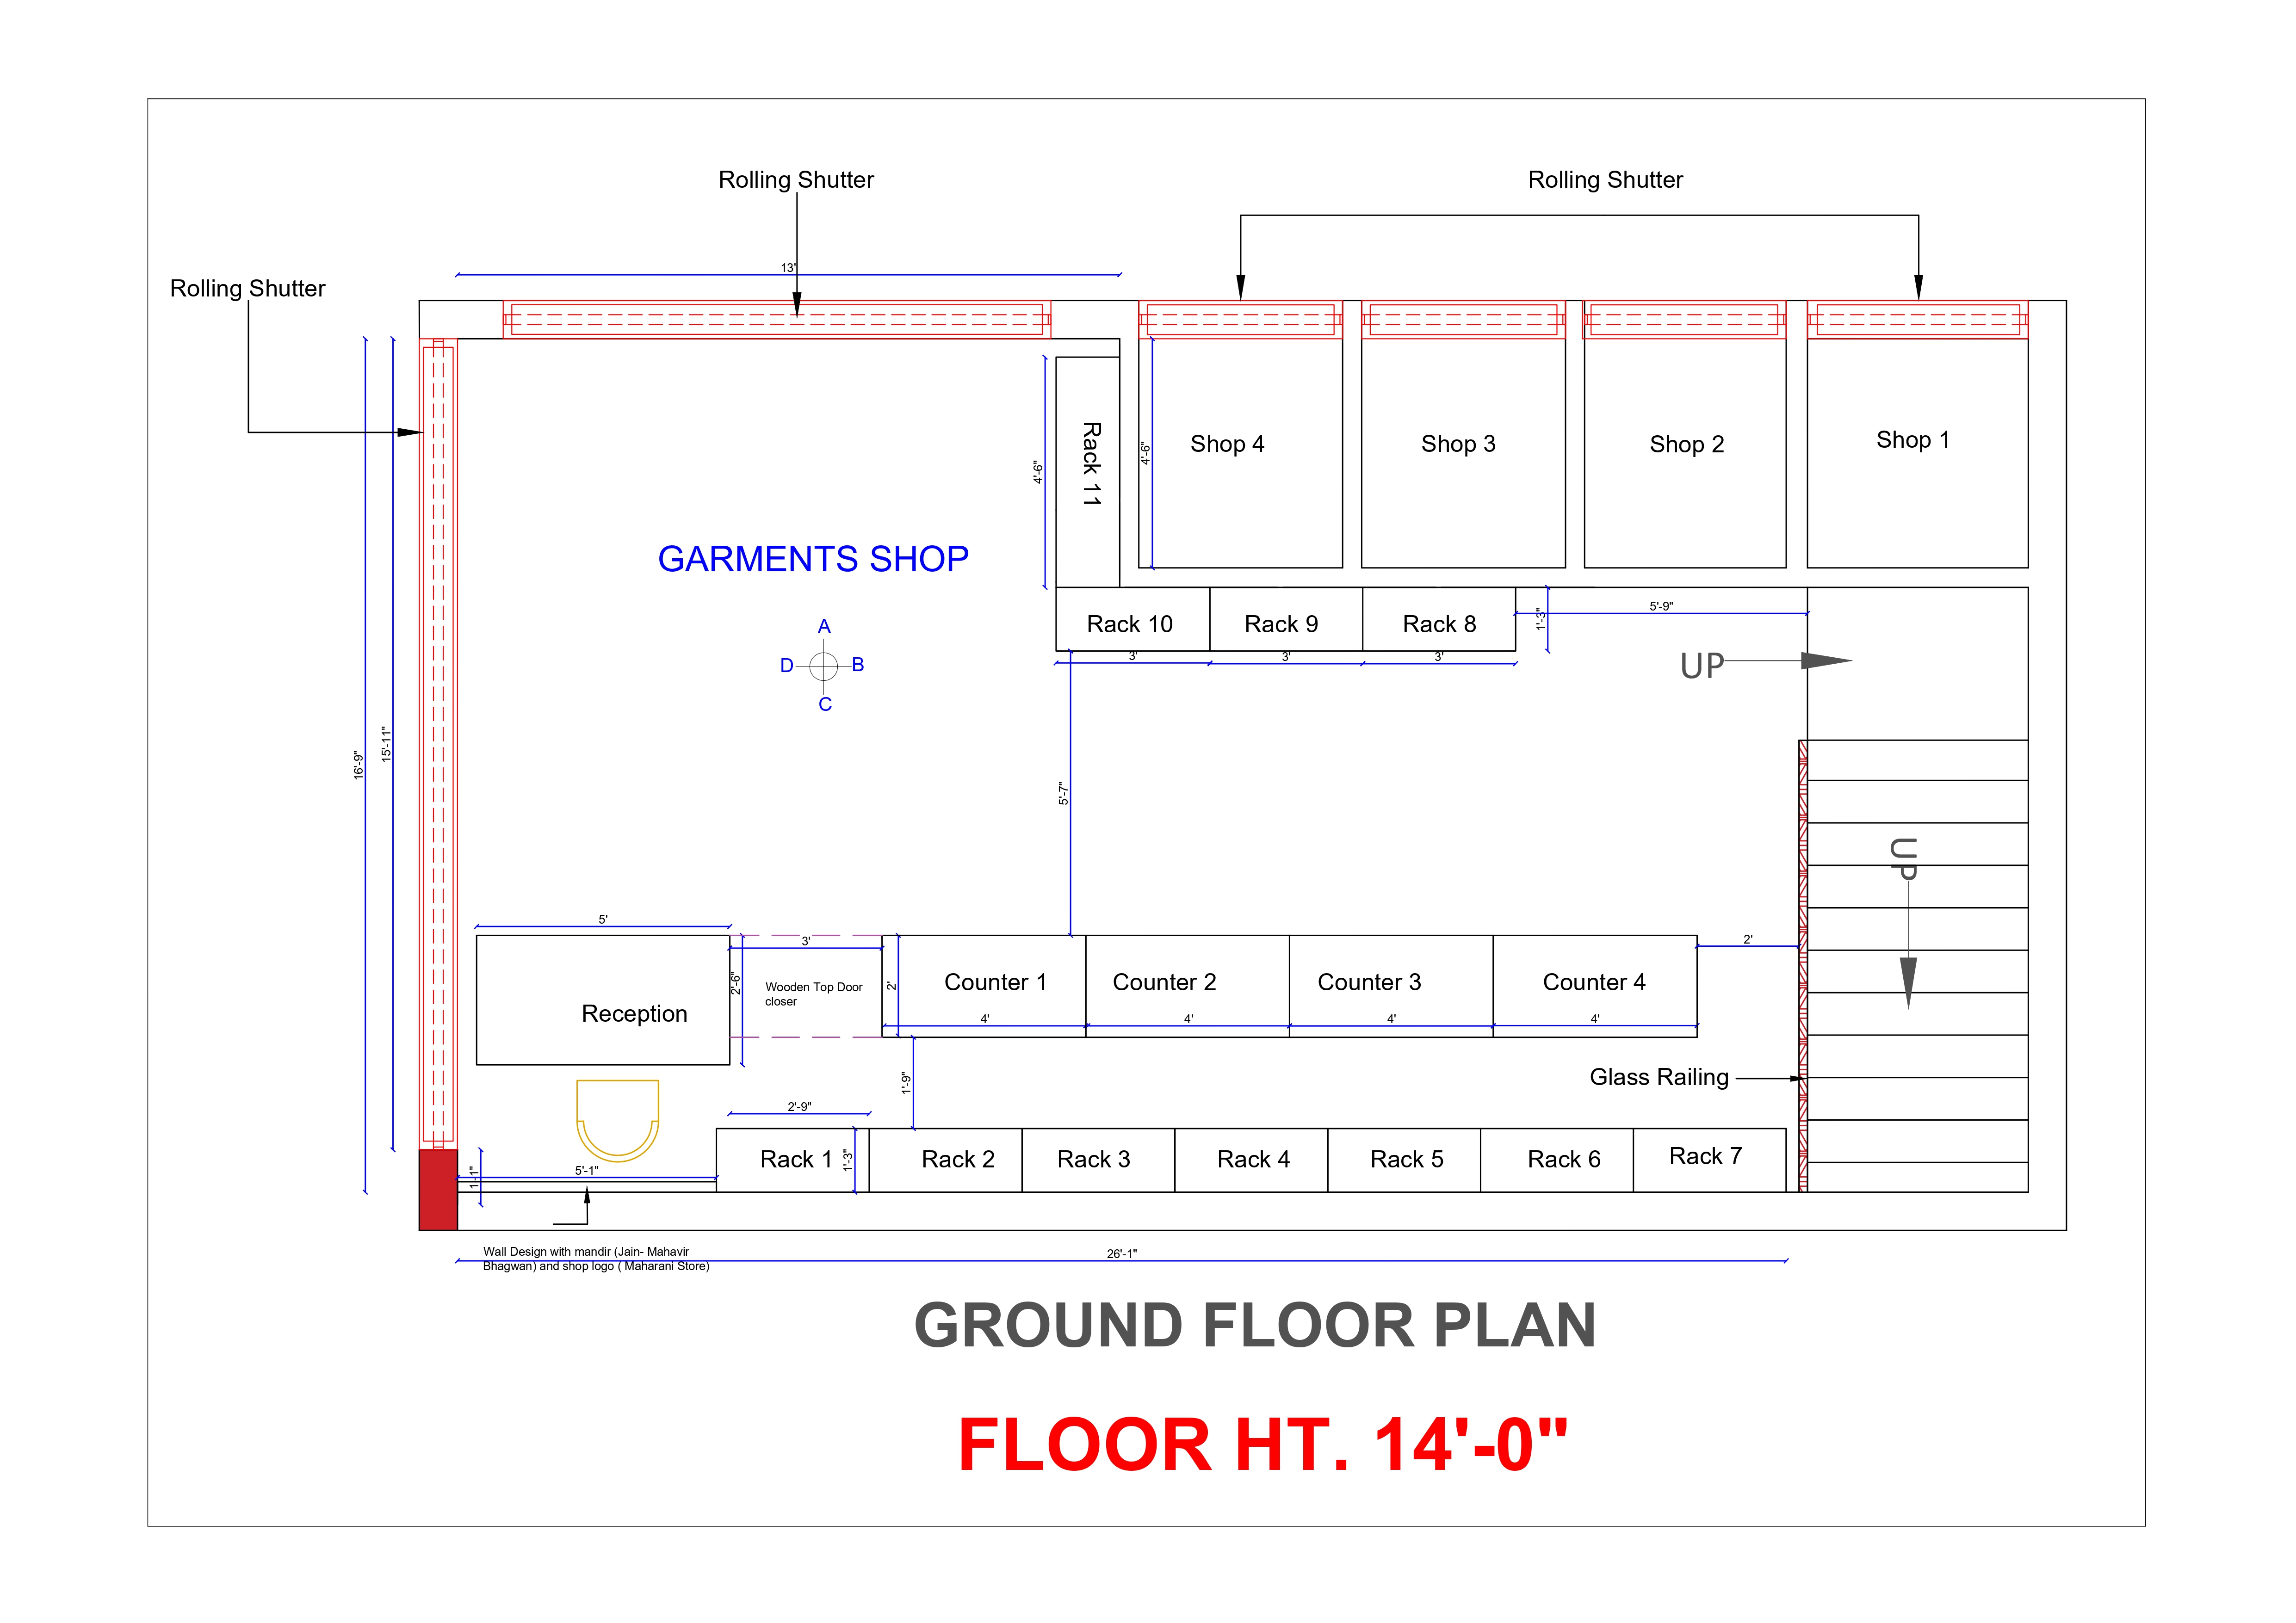 Rolling Shutter
Rolling Shutter
Rolling Shutter
13'
Shop 4
Shop 3
Shop 2
Shop 1
Rack 11
4'-6"
4'-6"
GARMENTS SHOP
A
D
B
C
Rack 10
Rack 9
Rack 8
1'-3"
5'-9"
3'
3'
3'
UP
16'-9"
15'-11"
5'-7"
UP
5'
3'
2'
2'-6"
Wooden Top Door
closer
2'
Reception
Counter 1
Counter 2
Counter 3
Counter 4
4'
4'
4'
4'
1'-9"
Glass Railing
2'-9"
Rack 1
1'-3"
Rack 2
Rack 3
Rack 4
Rack 5
Rack 6
Rack 7
1'-1"
5'-1"
Wall Design with mandir (Jain- Mahavir
Bhagwan) and shop logo ( Maharani Store)
26'-1"
GROUND FLOOR PLAN
FLOOR HT. 14'-0"